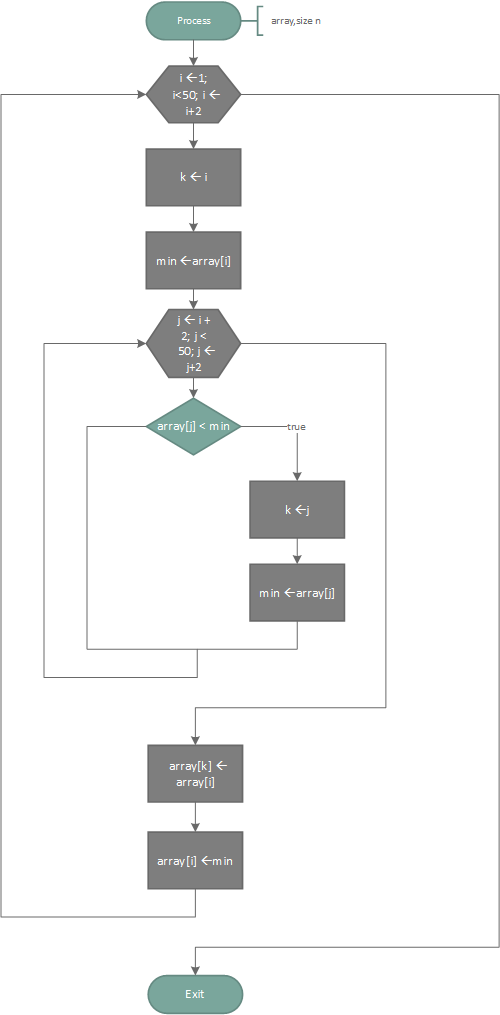 Process
array,size n
i ←1;
i<50; i ←
i+2
k ← i
min ←array[i]
j ← i +
2; j <
50; j ←
j+2
array[j] < min
true
k ←j
min ←array[j]
array[k] ←
array[i]
array[i] ←min
Exit